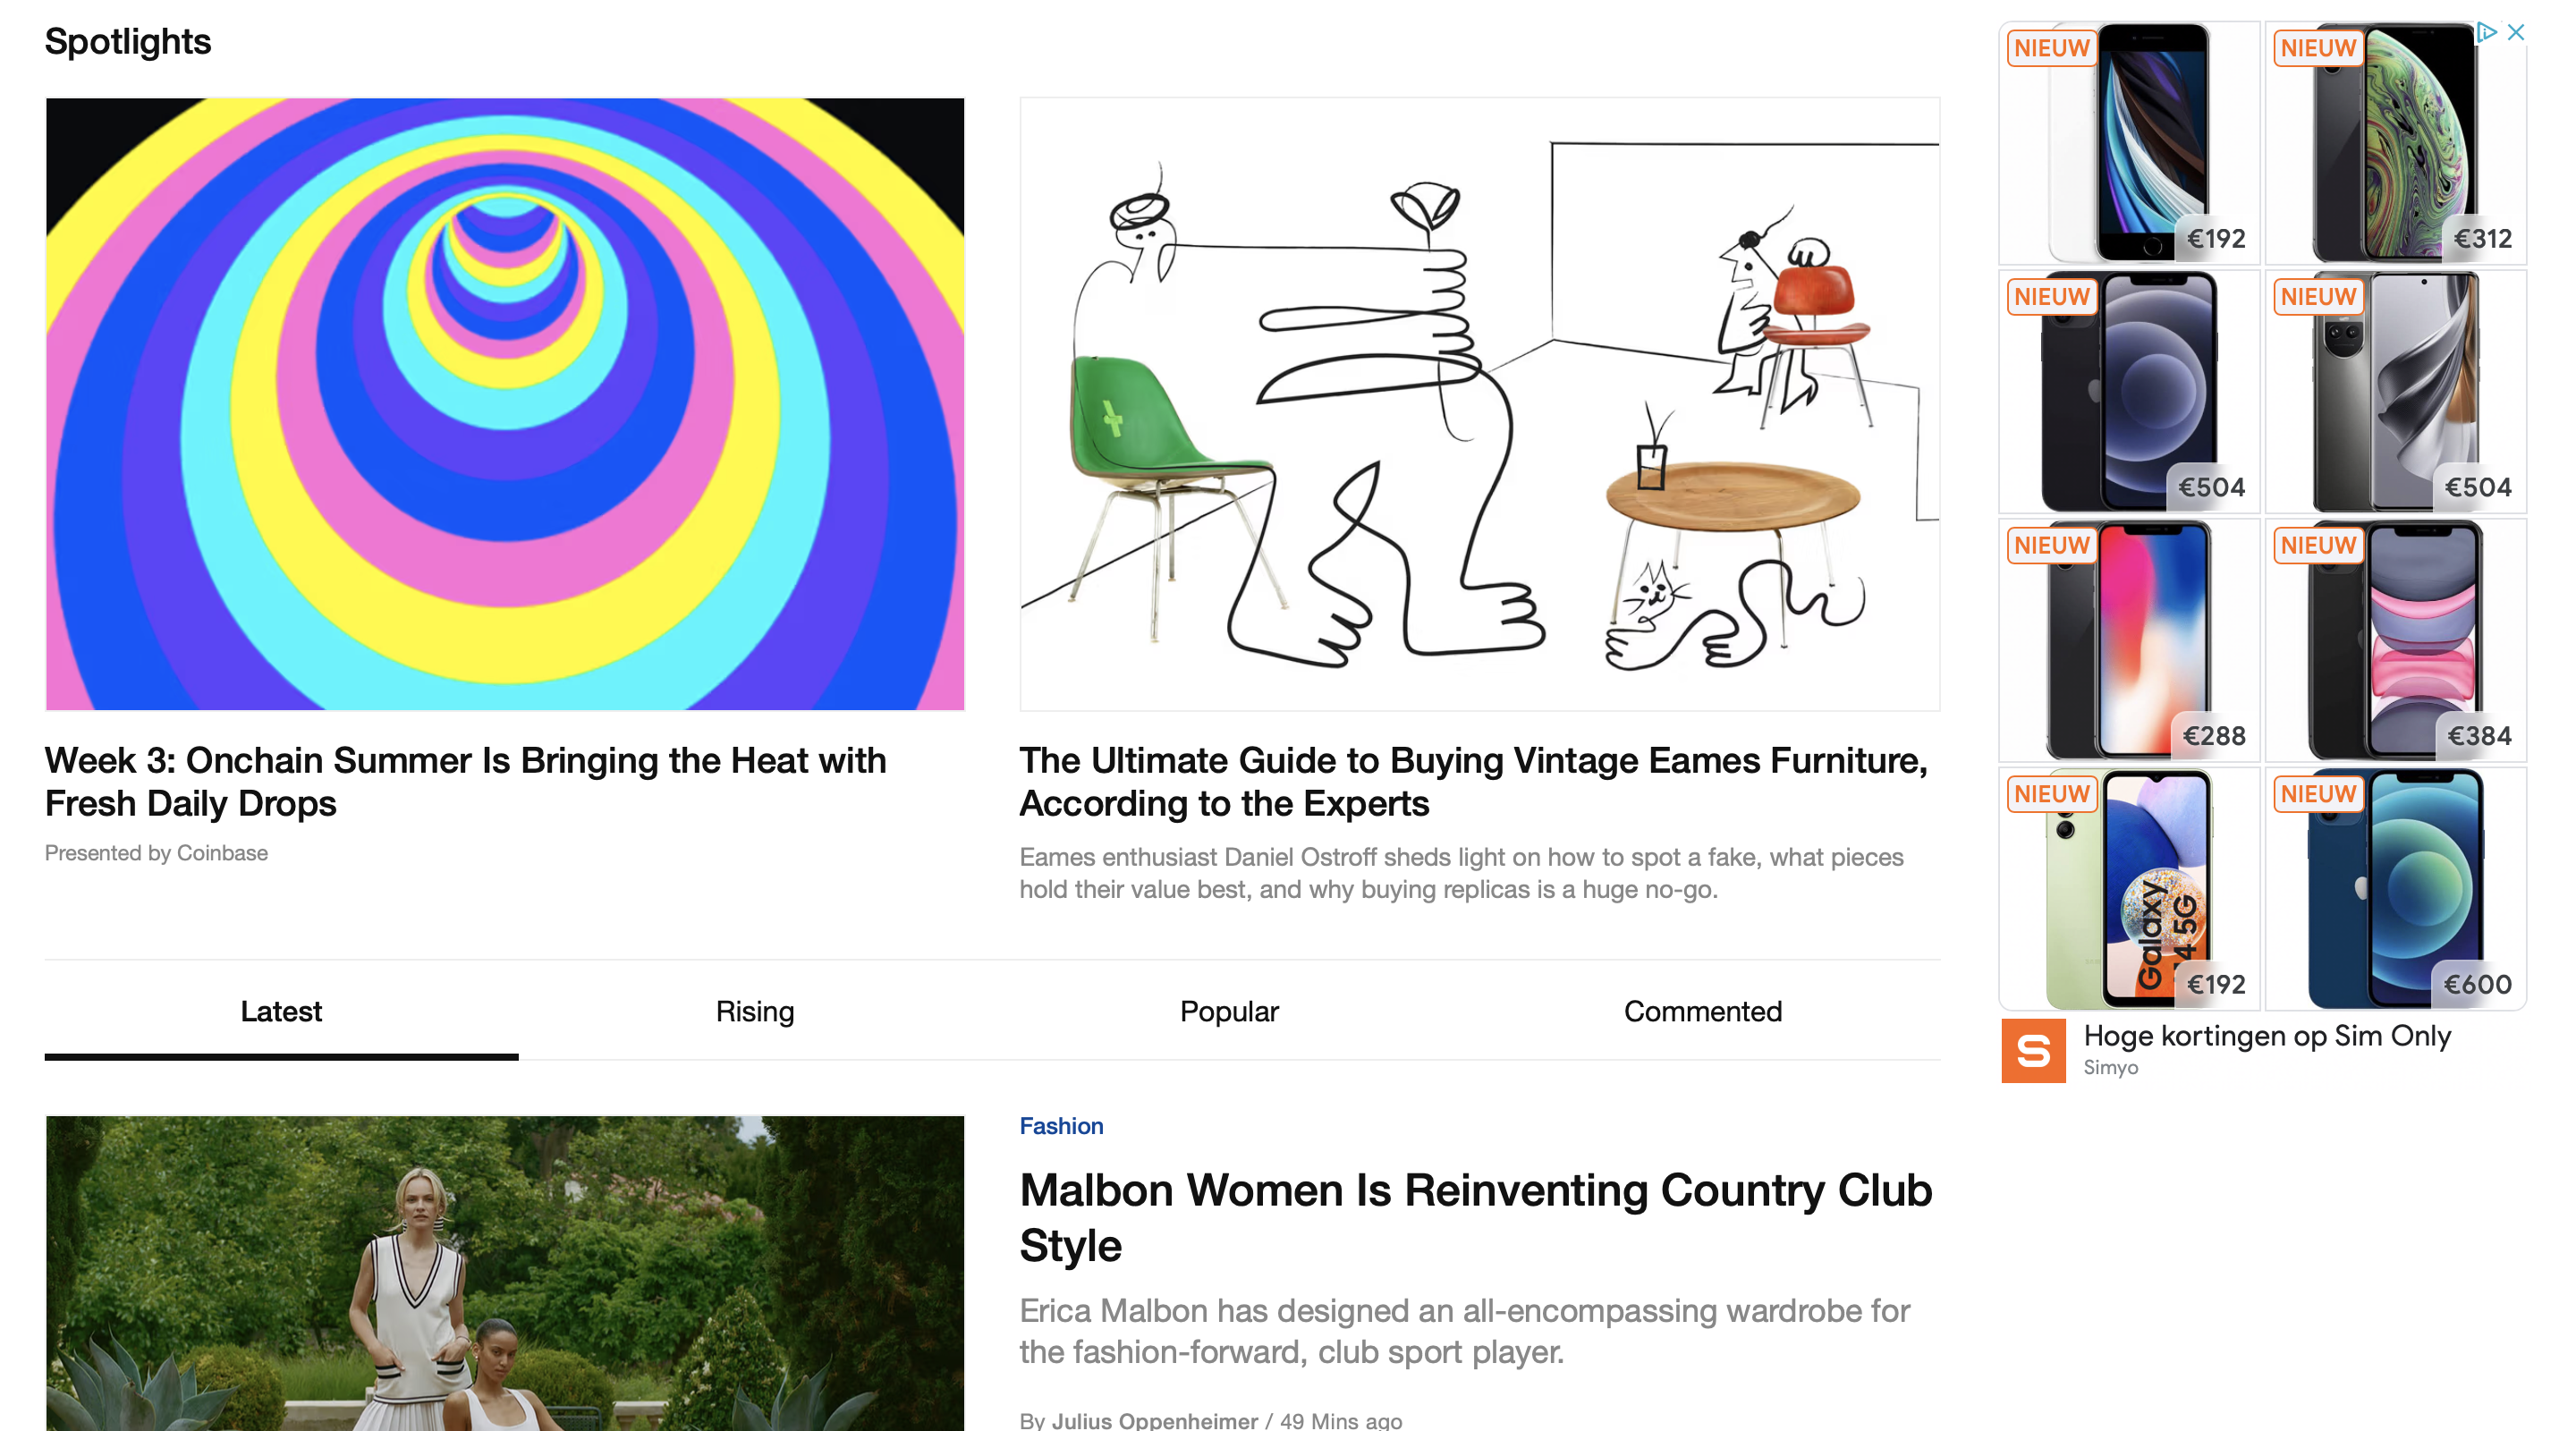 Spotlights
Week 3: Onchain Summer Is Bringing the Heat with
Fresh Daily Drops
Presented by Coinbase
The Ultimate Guide to Buying Vintage Eames Furniture,
According to the Experts
Eames enthusiast Daniel Ostroff sheds light on how to spot a fake, what pieces
hold their value best, and why buying replicas is a huge no-go.
Latest
Rising
Popular
Commented
Fashion
Malbon Women Is Reinventing Country Club
Style
Erica Malbon has designed an all-encompassing wardrobe for
the fashion-forward, club sport player.
By Julius Oppenheimer / 49 Mins ago
NIEUW
€192
NIEUW
€312
NIEUW
€504
NIEUW
€504
NIEUW
€288
NIEUW
€384
NIEUW
Galaxy
5G
€192
NIEUW
€600
S
Hoge kortingen op Sim Only
Simyo